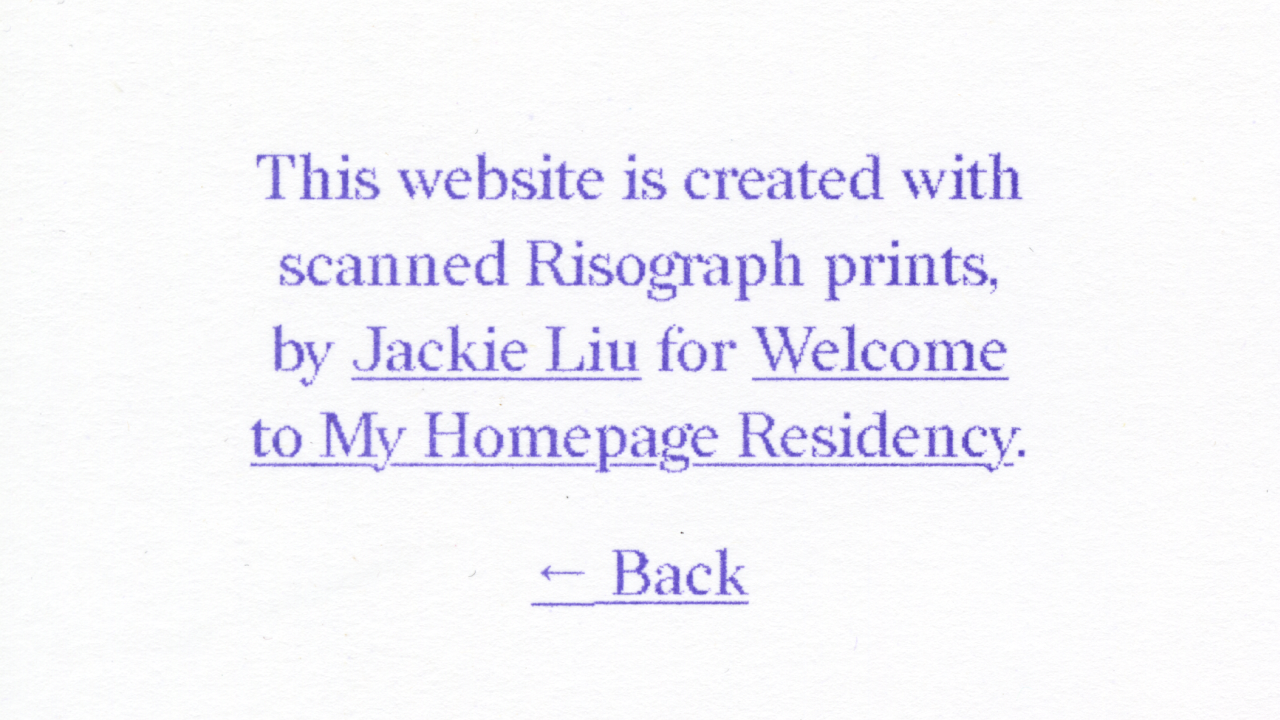 This website is created with
scanned Risograph prints,
by Jackie Liu for Welcome
to My Homepage Residency.
← Back